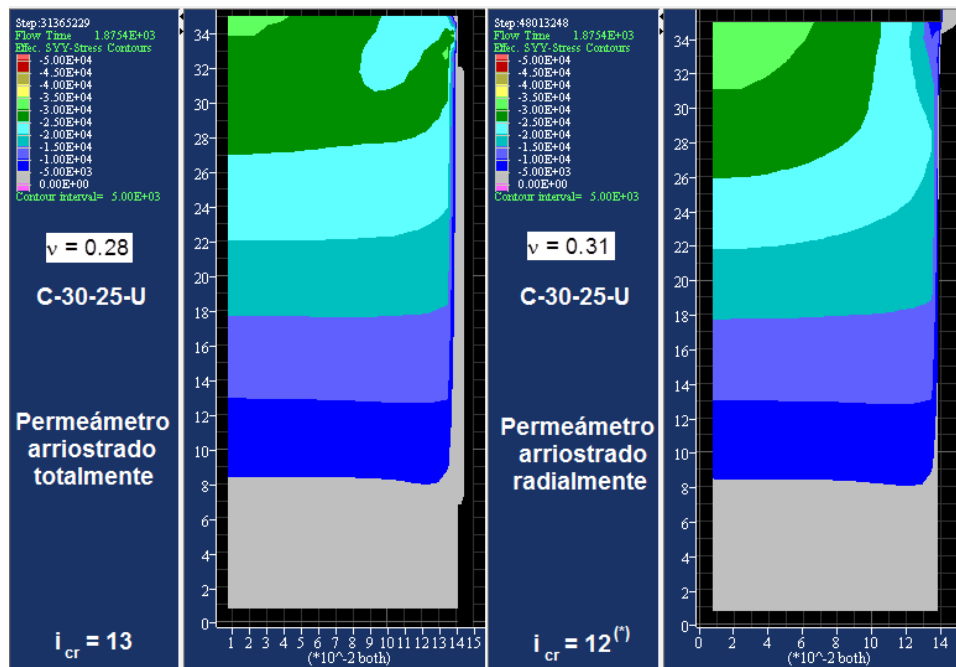 Step:31365229
Flow Time 1.8754E+03
Effec. SYY-Stress Contours
-5.00E+04
-4.50E+04
-4.00E+04
-3.50E+04
-3.00E+04
-2.50E+04
-2.00E+04
-1.50E+04
-1.00E+04
-5.00E+03
0.00E+00
Contour interval= 5.00E+03
ν = 0.28
C-30-25-U
Permeámetro
arriostrado
totalmente
i cr = 13
34
32
30
28
26
24
22
20
18
16
14
12
10
8
6
4
2
0
1 2 3 4 5 6 7 8 9 10 11 12 13 14 15
(*10^-2 both)
Step:48013248
Flow Time 1.8754E+03
Effec. SYY-Stress Contours
-5.00E+04
-4.50E+04
-4.00E+04
-3.50E+04
-3.00E+04
-2.50E+04
-2.00E+04
-1.50E+04
-1.00E+04
-5.00E+03
0.00E+00
Contour interval= 5.00E+03
ν = 0.31
C-30-25-U
Permeámetro
arriostrado
radialmente
i cr = 12(*)
34
32
30
28
26
24
22
20
18
16
14
12
10
8
6
4
2
0
0 2 4 6 8 10 12 14
(*10^-2 both)